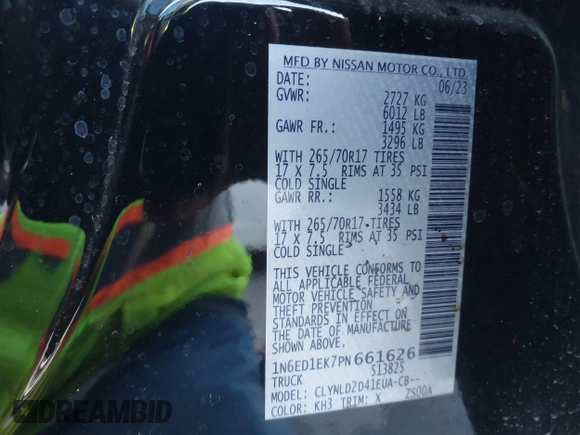 MFD BY NISSAN MOTOR CO., LTD.
DATE: 06/23
GVWR: 2727 KG
6012 LB
GAWR FR.: 1495 KG
3296 LB
WITH 265/70R17 TIRES
17 X 7.5 RIMS AT 35 PSI
COLD SINGLE
GAWR RR.: 1558 KG
3434 LB
WITH 265/70R17 TIRES
17 X 7.5 RIMS AT 35 PSI
COLD SINGLE
THIS VEHICLE CONFORMS TO
ALL APPLICABLE FEDERAL
MOTOR VEHICLE SAFETY AND
THEFT PREVENTION
STANDARDS IN EFFECT ON
THE DATE OF MANUFACTURE
SHOWN ABOVE.
1N6ED1EK7PN661626
TRUCK 513825
MODEL: CLYNLD2D41EUA-CB--
COLOR: KH3 TRIM: X ZS00A
DREAMBID